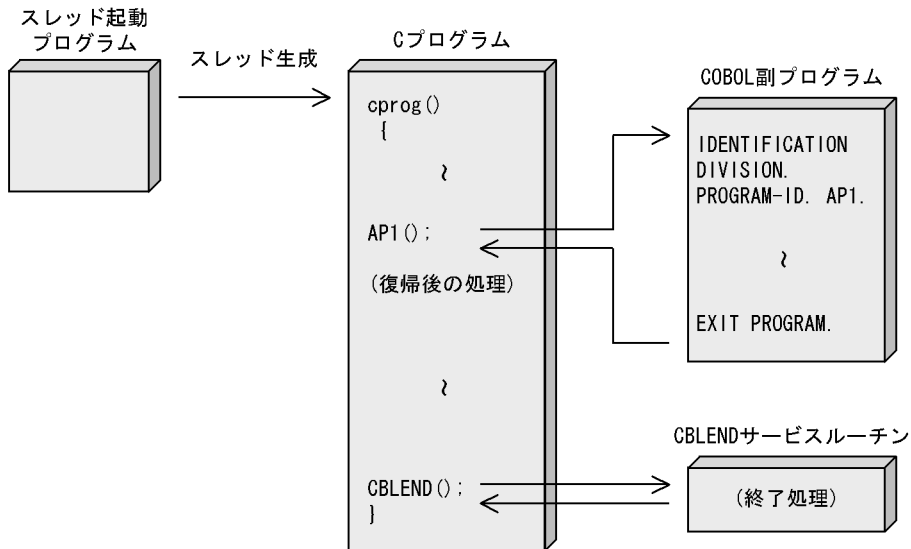 スレッド起動
プログラム
スレッド生成
Cプログラム
cprog()
{
~
AP1();
(復帰後の処理)
~
CBLEND();
}
COBOL副プログラム
IDENTIFICATION
DIVISION.
PROGRAM-ID. AP1.
~
EXIT PROGRAM.
CBLENDサービスルーチン
(終了処理)